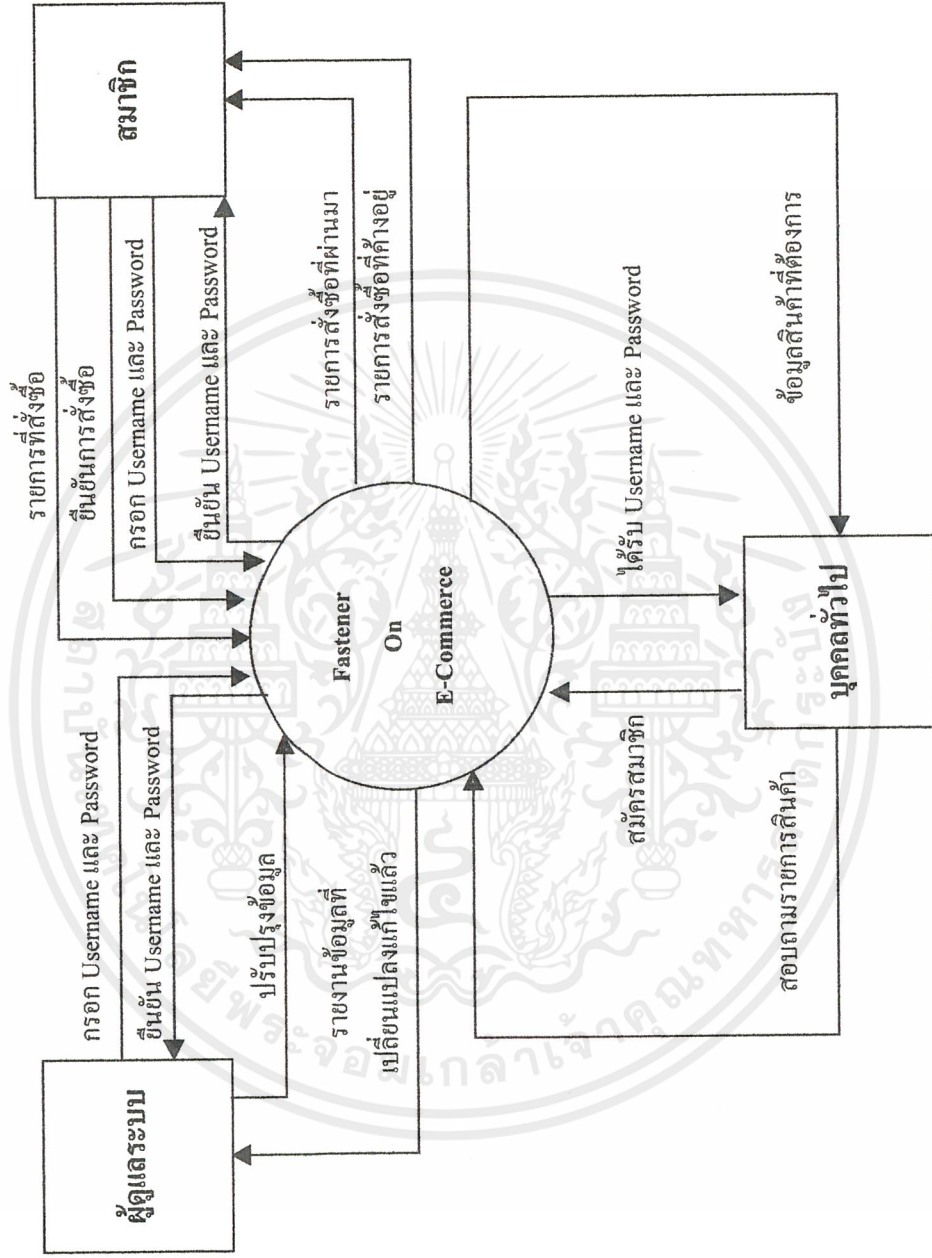 ผู้ดูแลระบบ
สมาชิก
กรอก Username และ Password
ยืนยัน Username และ Password
ปรับปรุงข้อมูล
รายงานข้อมูลที่
เปลี่ยนแปลงแก้ไขแล้ว
รายการที่สั่งซื้อ
ยืนยันการสั่งซื้อ
กรอก Username และ Password
ยืนยัน Username และ Password
รายการสั่งซื้อที่ผ่านมา
รายการสั่งซื้อที่ค้างอยู่
Fastener
On
E-Commerce
สอบถามรายการสินค้า
สมัครสมาชิก
ได้รับ Username และ Password
ข้อมูลสินค้าที่ต้องการ
บุคคลทั่วไป